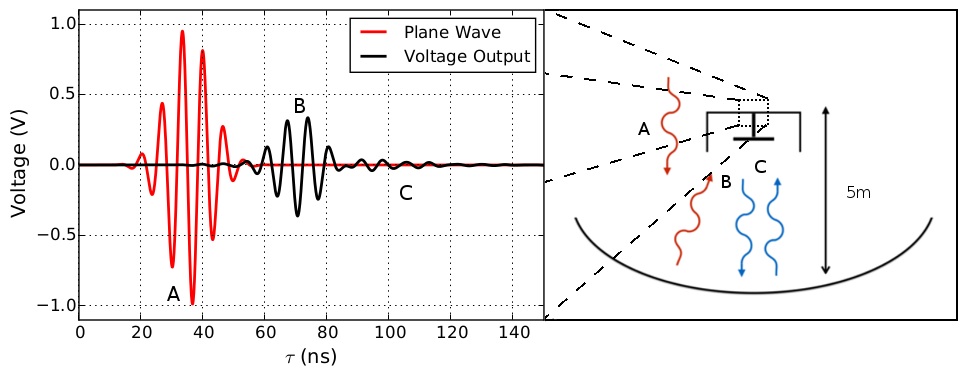 Voltage (V)
1.0
0.5
0.0
−0.5
−1.0
0 20 40 60 80 100 120 140
τ (ns)
Plane Wave
Voltage Output
A
B
C
A
B
C
5m